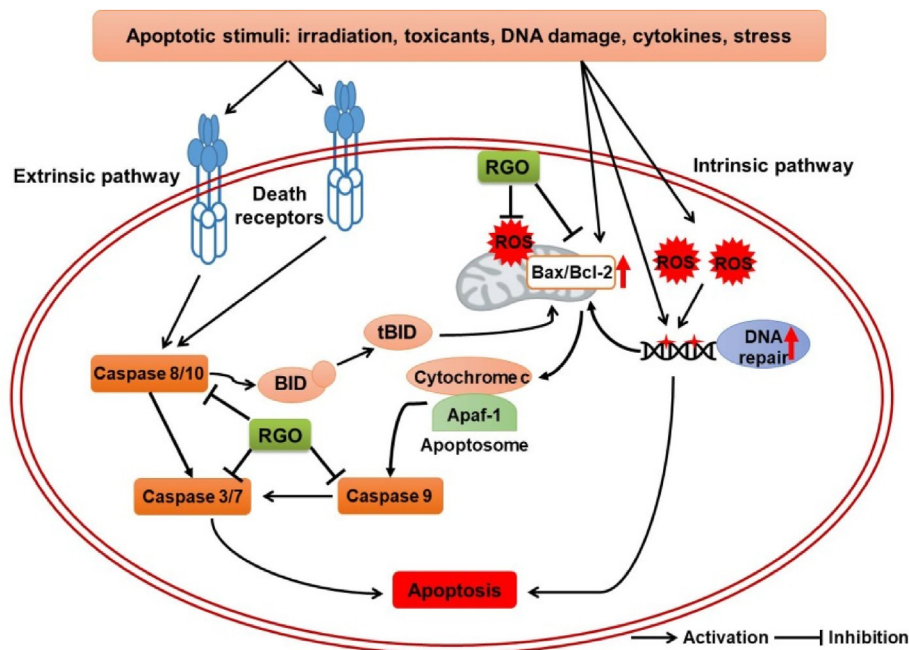 Apoptotic stimuli: irradiation, toxicants, DNA damage, cytokines, stress
Extrinsic pathway
Death
receptors
RGO
Intrinsic pathway
ROS
Bax/Bcl-2
ROS
ROS
DNA
repair
tBID
BID
Caspase 8/10
Cytochrome c
Apaf-1
Apoptosome
RGO
Caspase 3/7
Caspase 9
Apoptosis
Activation
Inhibition